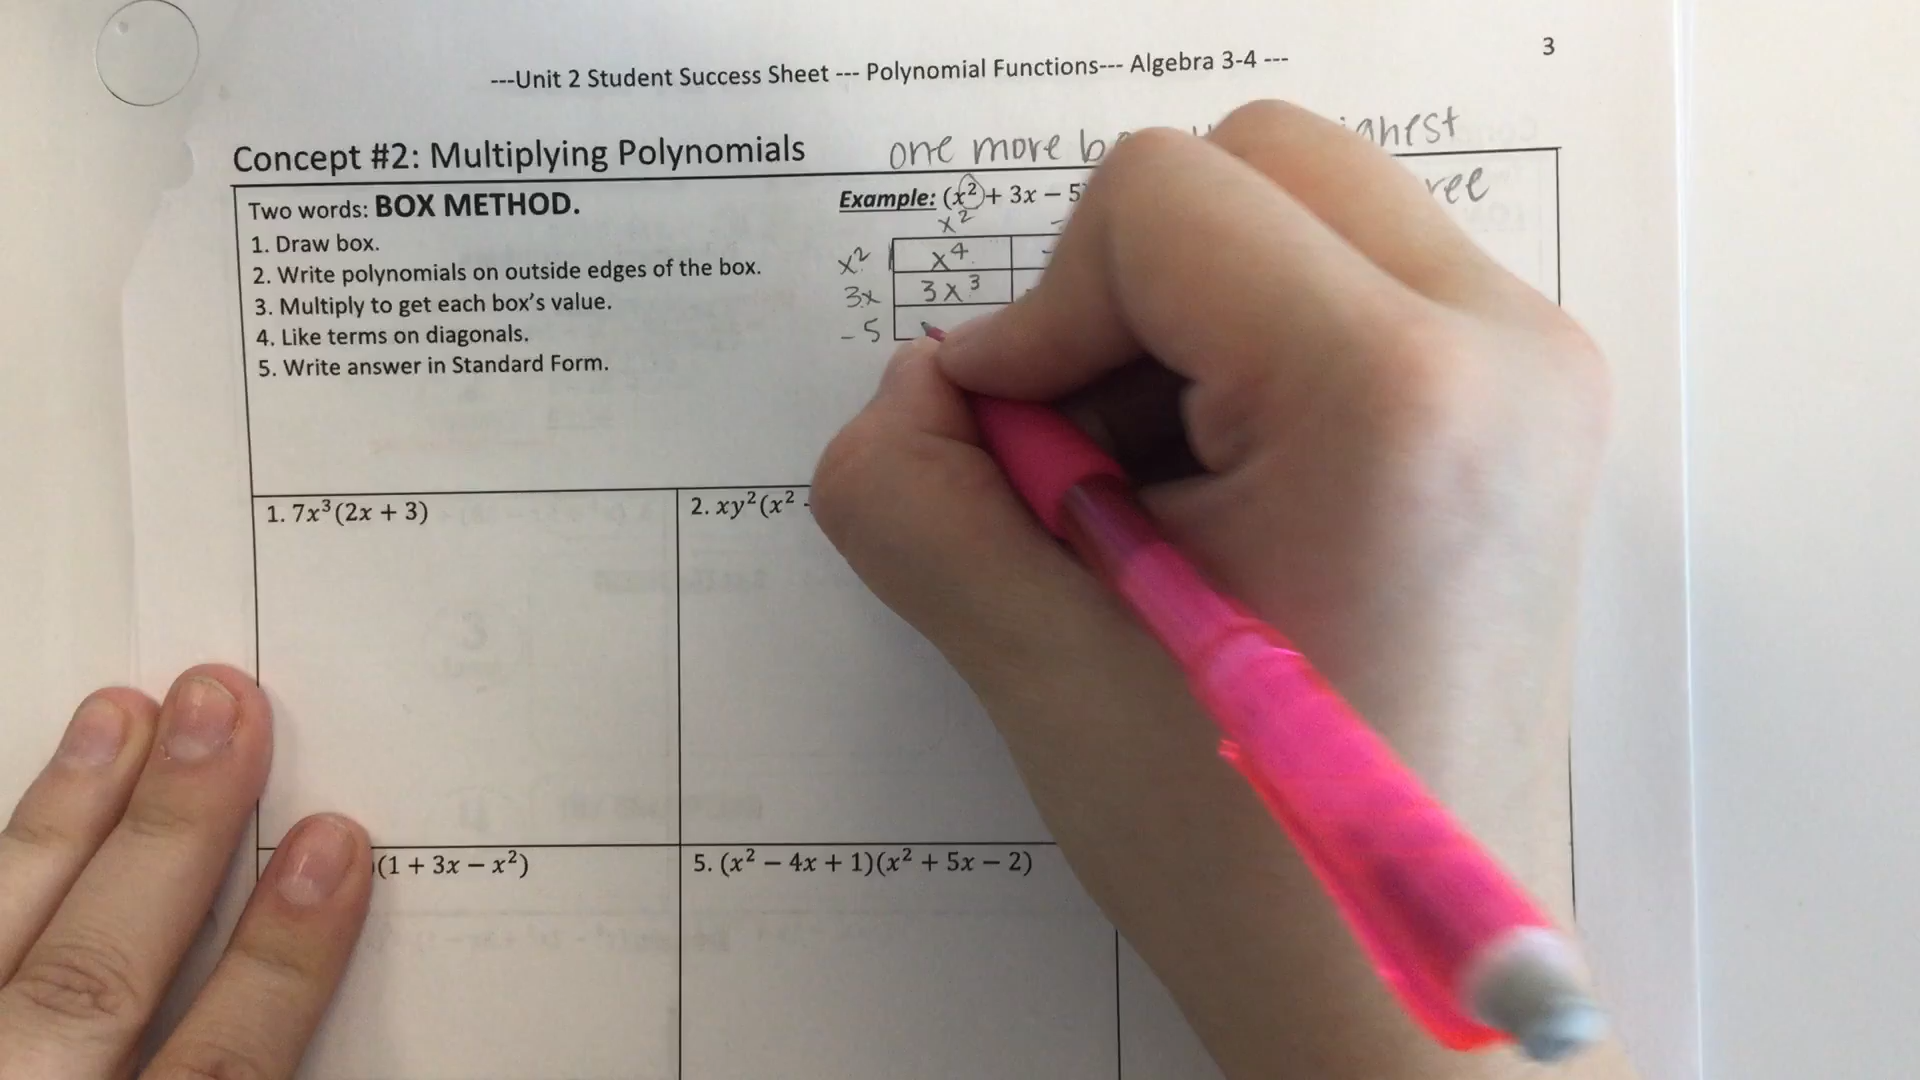 3
---Unit 2 Student Success Sheet --- Polynomial Functions--- Algebra 3-4 ---
Concept #2: Multiplying Polynomials
one more
Two words: BOX METHOD.
1. Draw box.
2. Write polynomials on outside edges of the box.
3. Multiply to get each box's value.
4. Like terms on diagonals.
5. Write answer in Standard Form.
Example: (x² + 3x − 5
x²
x² x⁴
3x 3x³
-5
1. 7x³(2x + 3)
2. xy²(x²
(1 + 3x − x²)
5. (x² − 4x + 1)(x² + 5x − 2)